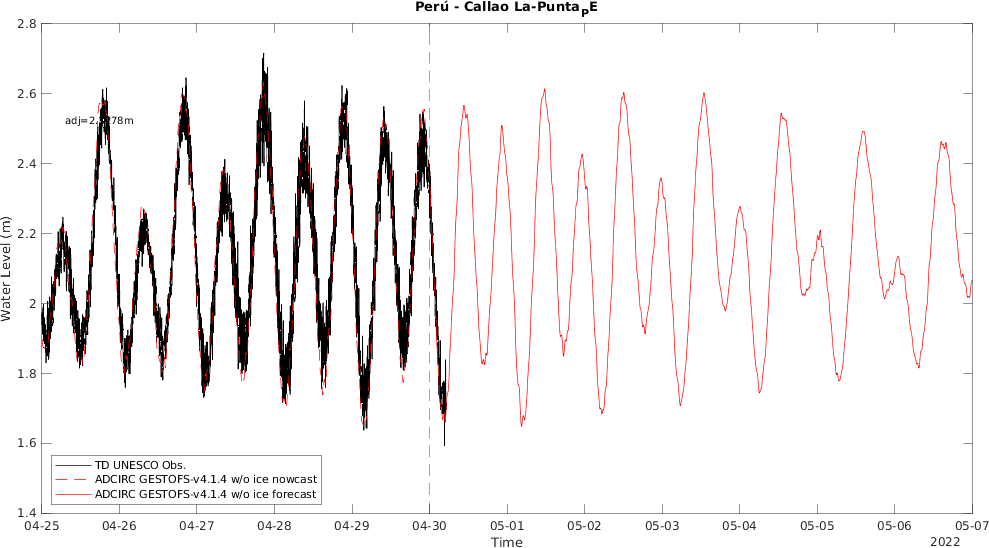 Perú - Callao La-Punta_PE
2.8
2.6
2.4
2.2
2
1.8
1.6
1.4
Water Level (m)
TD UNESCO Obs.
ADCIRC GESTOFS-v4.1.4 w/o ice nowcast
ADCIRC GESTOFS-v4.1.4 w/o ice forecast
04-25 04-26 04-27 04-28 04-29 04-30 05-01 05-02 05-03 05-04 05-05 05-06 05-07
Time
2022